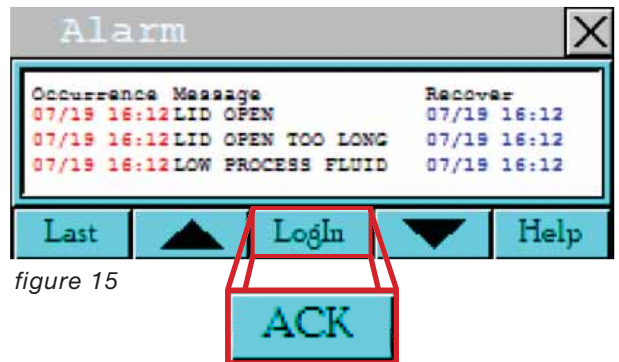 Alarm
Occurrence Message Recover
07/19 16:12 LID OPEN 07/19 16:12
07/19 16:12 LID OPEN TOO LONG 07/19 16:12
07/19 16:12 LOW PROCESS FLUID 07/19 16:12
Last LogIn Help
figure 15
ACK